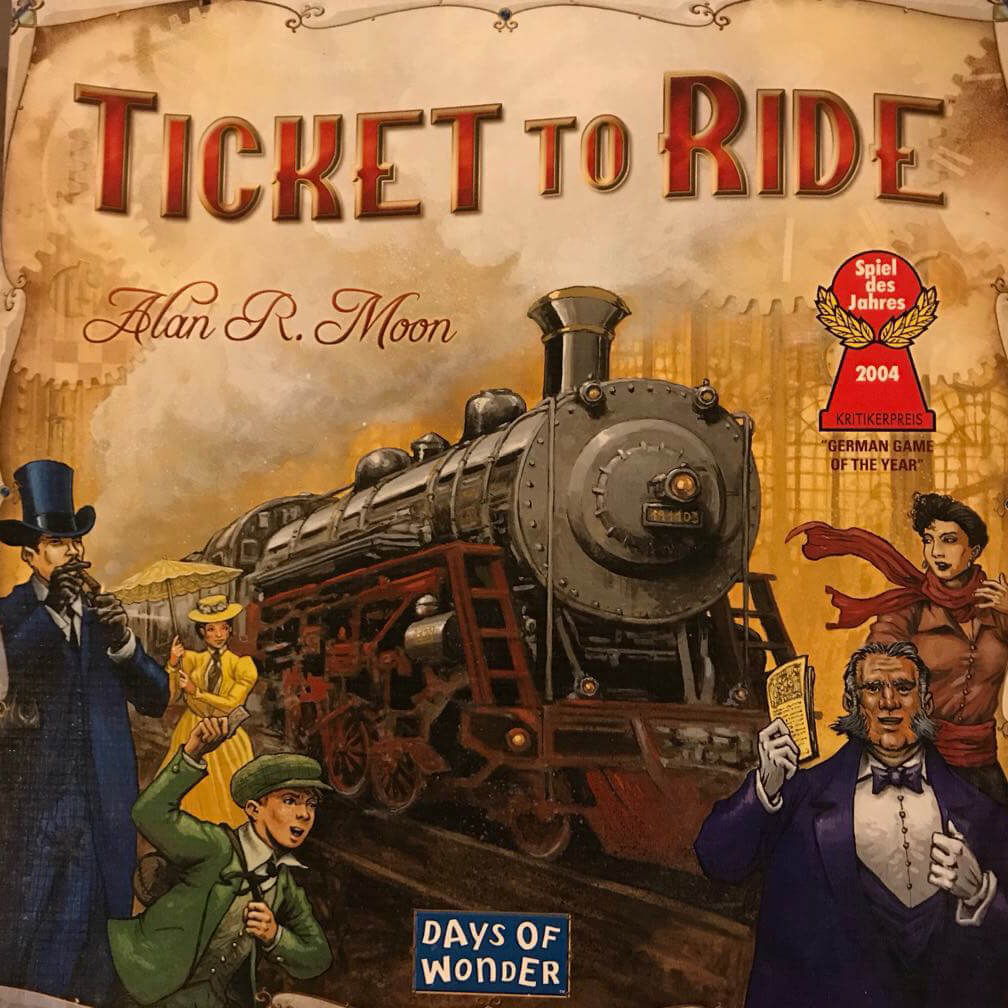 TICKET TO RIDE
Alan R. Moon
Spiel
des
Jahres
2004
KRITIKERPREIS
"GERMAN GAME
OF THE YEAR"
DAYS OF
WONDER